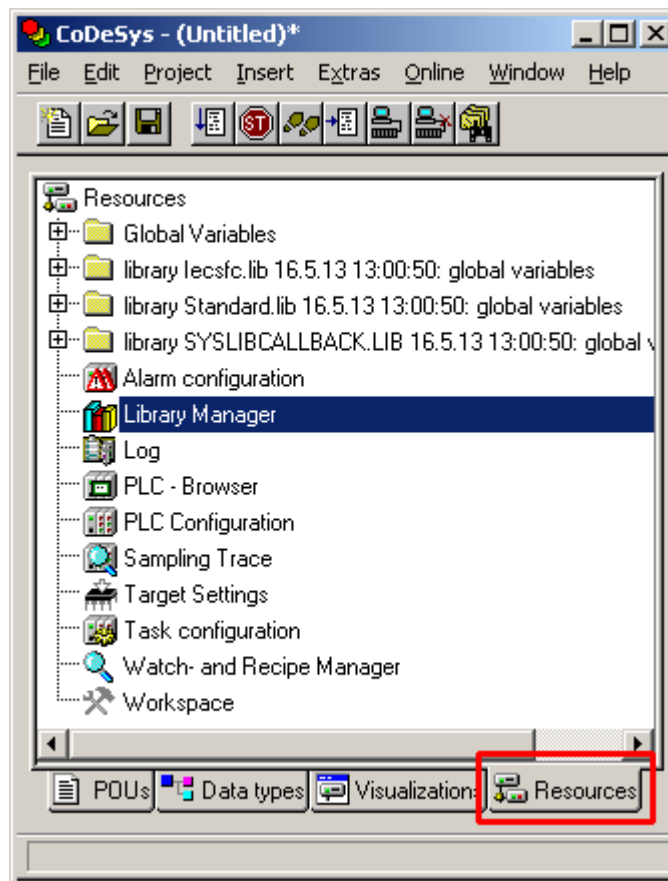 CoDeSys - (Untitled)*
File Edit Project Insert Extras Online Window Help
ST
Resources
Global Variables
library Iecsfc.lib 16.5.13 13:00:50: global variables
library Standard.lib 16.5.13 13:00:50: global variables
library SYSLIBCALLBACK.LIB 16.5.13 13:00:50: global v
Alarm configuration
Library Manager
Log
PLC - Browser
PLC Configuration
Sampling Trace
Target Settings
Task configuration
Watch- and Recipe Manager
Workspace
POUs Data types Visualizations Resources